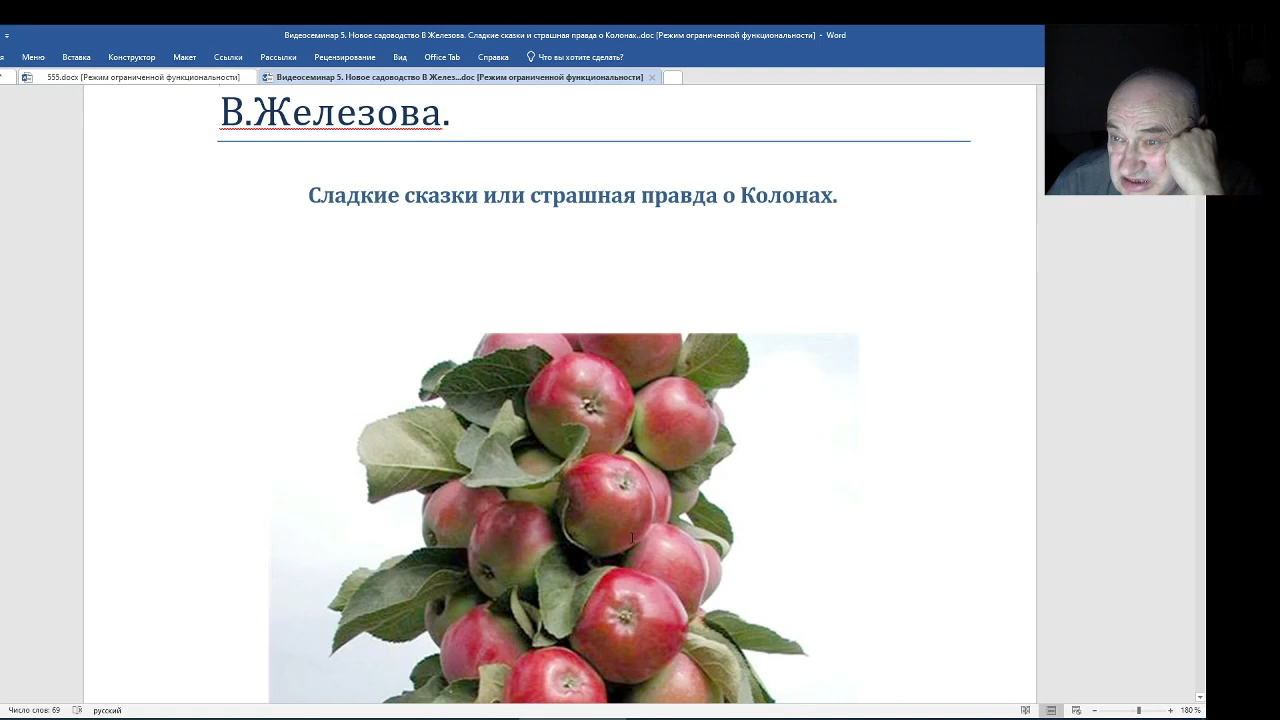 Видеосеминар 5. Новое садоводство В Железова. Сладкие сказки и страшная правда о Колонах..doc [Режим ограниченной функциональности] - Word
я Меню Вставка Конструктор Макет Ссылки Рассылки Рецензирование Вид Office Tab Справка Что вы хотите сделать?
555.docx [Режим ограниченной функциональности] Видеосеминар 5. Новое садоводство В Желез...doc [Режим ограниченной функциональности]
В.Железова.
Сладкие сказки или страшная правда о Колонах.
Число слов: 69 русский 180 %